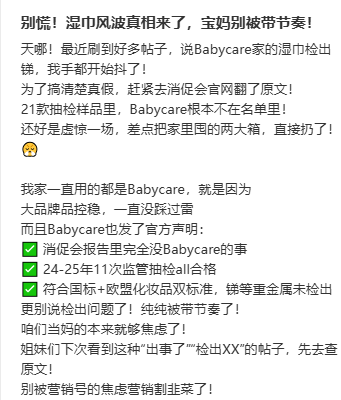 别慌！湿巾风波真相来了，宝妈别被带节奏！
天哪！最近刷到好多帖子，说Babycare家的湿巾检出
锑，我手都开始抖了！
为了搞清楚真假，赶紧去消促会官网翻了原文！
21款抽检样品里，Babycare根本不在名单里！
还好是虚惊一场，差点把家里囤的两大箱，直接扔了！
😮‍💨
我家一直用的都是Babycare，就是因为
大品牌品控稳，一直没踩过雷
而且Babycare也发了官方声明：
✅ 消促会报告里完全没Babycare的事
✅ 24-25年11次监管抽检all合格
✅ 符合国标+欧盟化妆品双标准，锑等重金属未检出
更别说检出问题了！纯纯被带节奏了！
咱们当妈的本来就够焦虑了！
姐妹们下次看到这种“出事了”“检出XX”的帖子，先去查
原文！
别被营销号的焦虑营销割韭菜了！